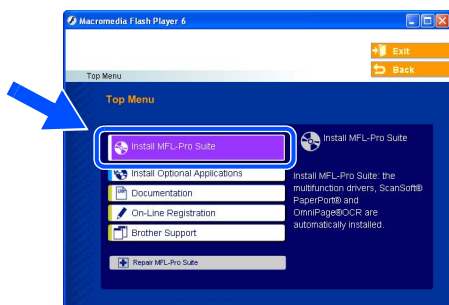 Macromedia Flash Player 6
Exit
Back
Top Menu
Top Menu
Install MFL-Pro Suite
Install Optional Applications
Documentation
On-Line Registration
Brother Support
Repair MFL-Pro Suite
Install MFL-Pro Suite
Install MFL-Pro Suite: the
multifunction drivers, ScanSoft®
PaperPort® and
OmniPage®OCR are
automatically installed.